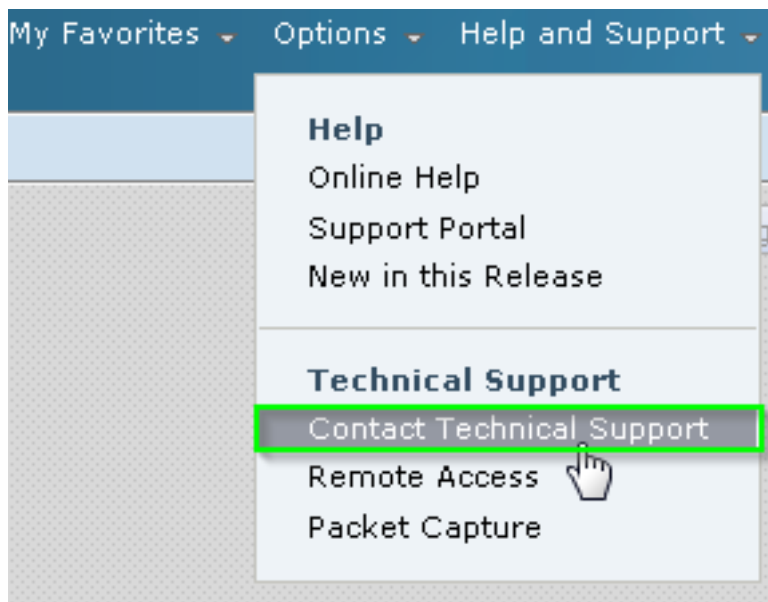 My Favorites Options Help and Support
Help
Online Help
Support Portal
New in this Release
Technical Support
Contact Technical Support
Remote Access
Packet Capture